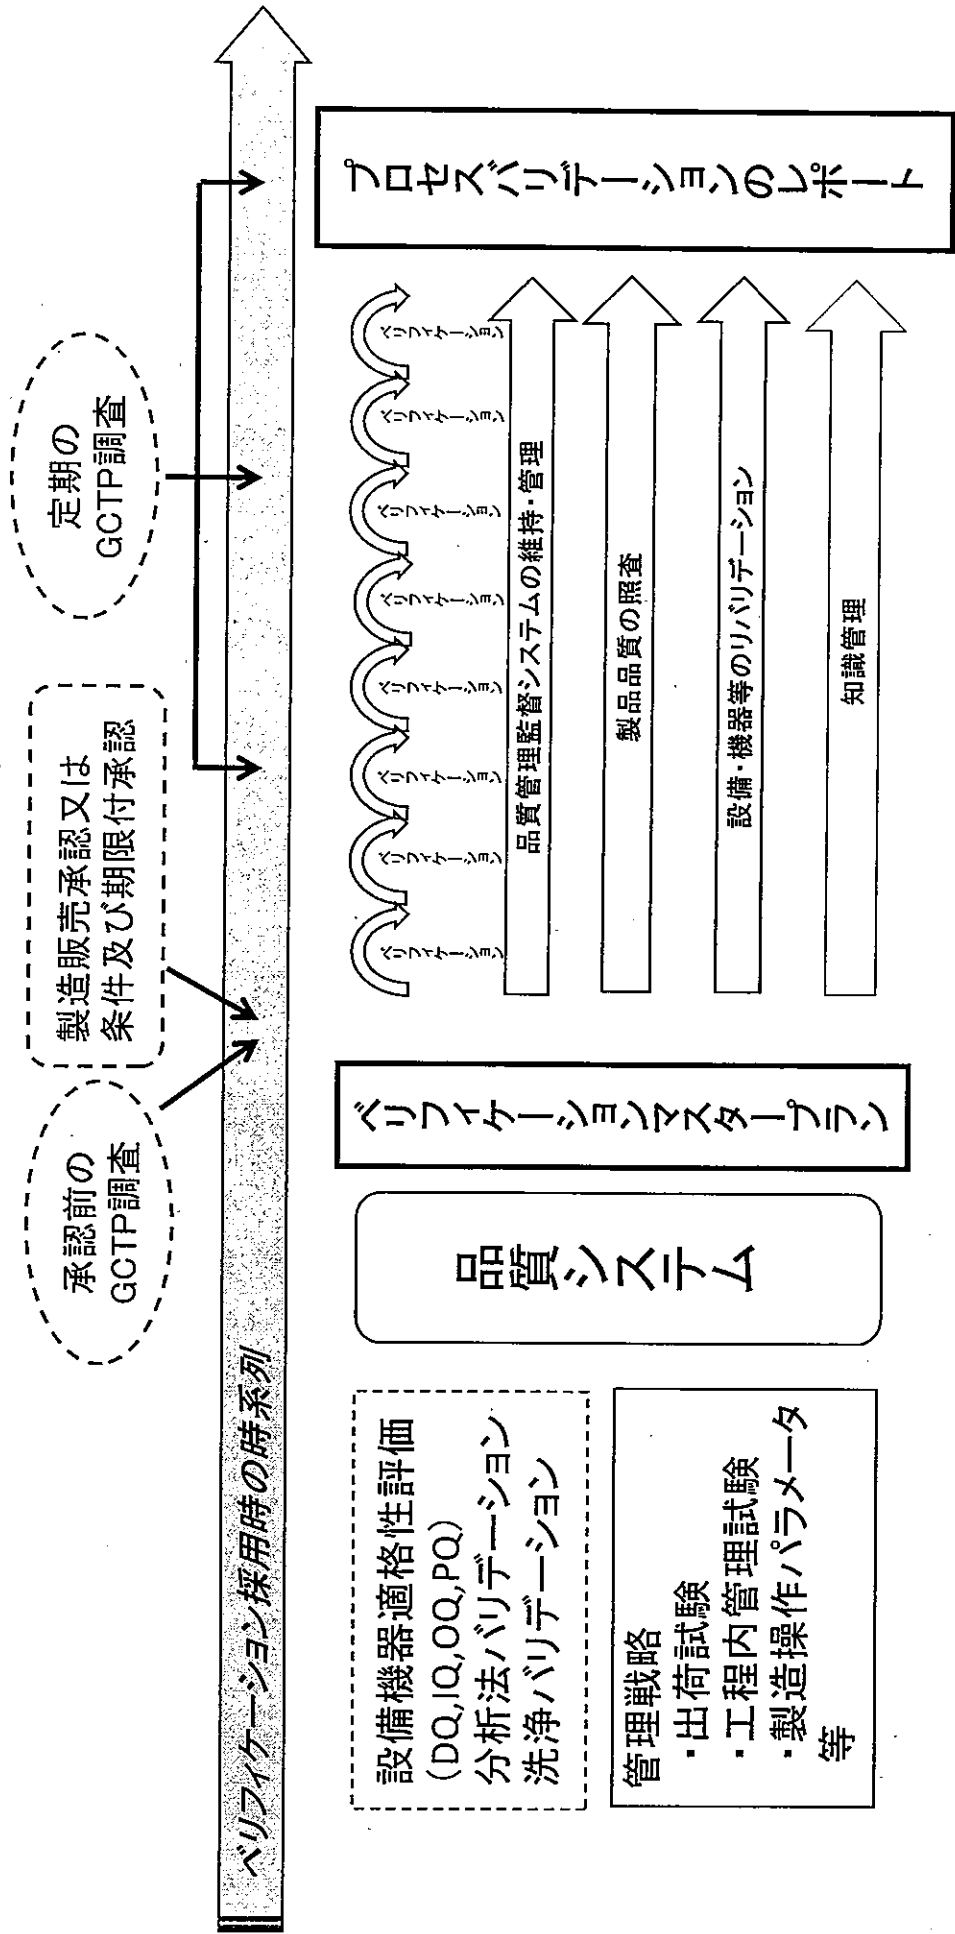 承認前の
GCTP調査
製造販売承認又は
条件及び期限付承認
定期の
GCTP調査
ベリフィケーション採用時の時系列
設備機器適格性評価
(DQ,IQ,OQ,PQ)
分析法バリデーション
洗浄バリデーション
管理戦略
・出荷試験
・工程内管理試験
・製造操作パラメータ
等
品質システム
ベリフィケーションマスタープラン
ベリフィケーション
ベリフィケーション
ベリフィケーション
ベリフィケーション
ベリフィケーション
ベリフィケーション
ベリフィケーション
ベリフィケーション
品質管理監督システムの維持・管理
製品品質の照査
設備・機器等のリバリデーション
知識管理
プロセスバリデーションのレポート